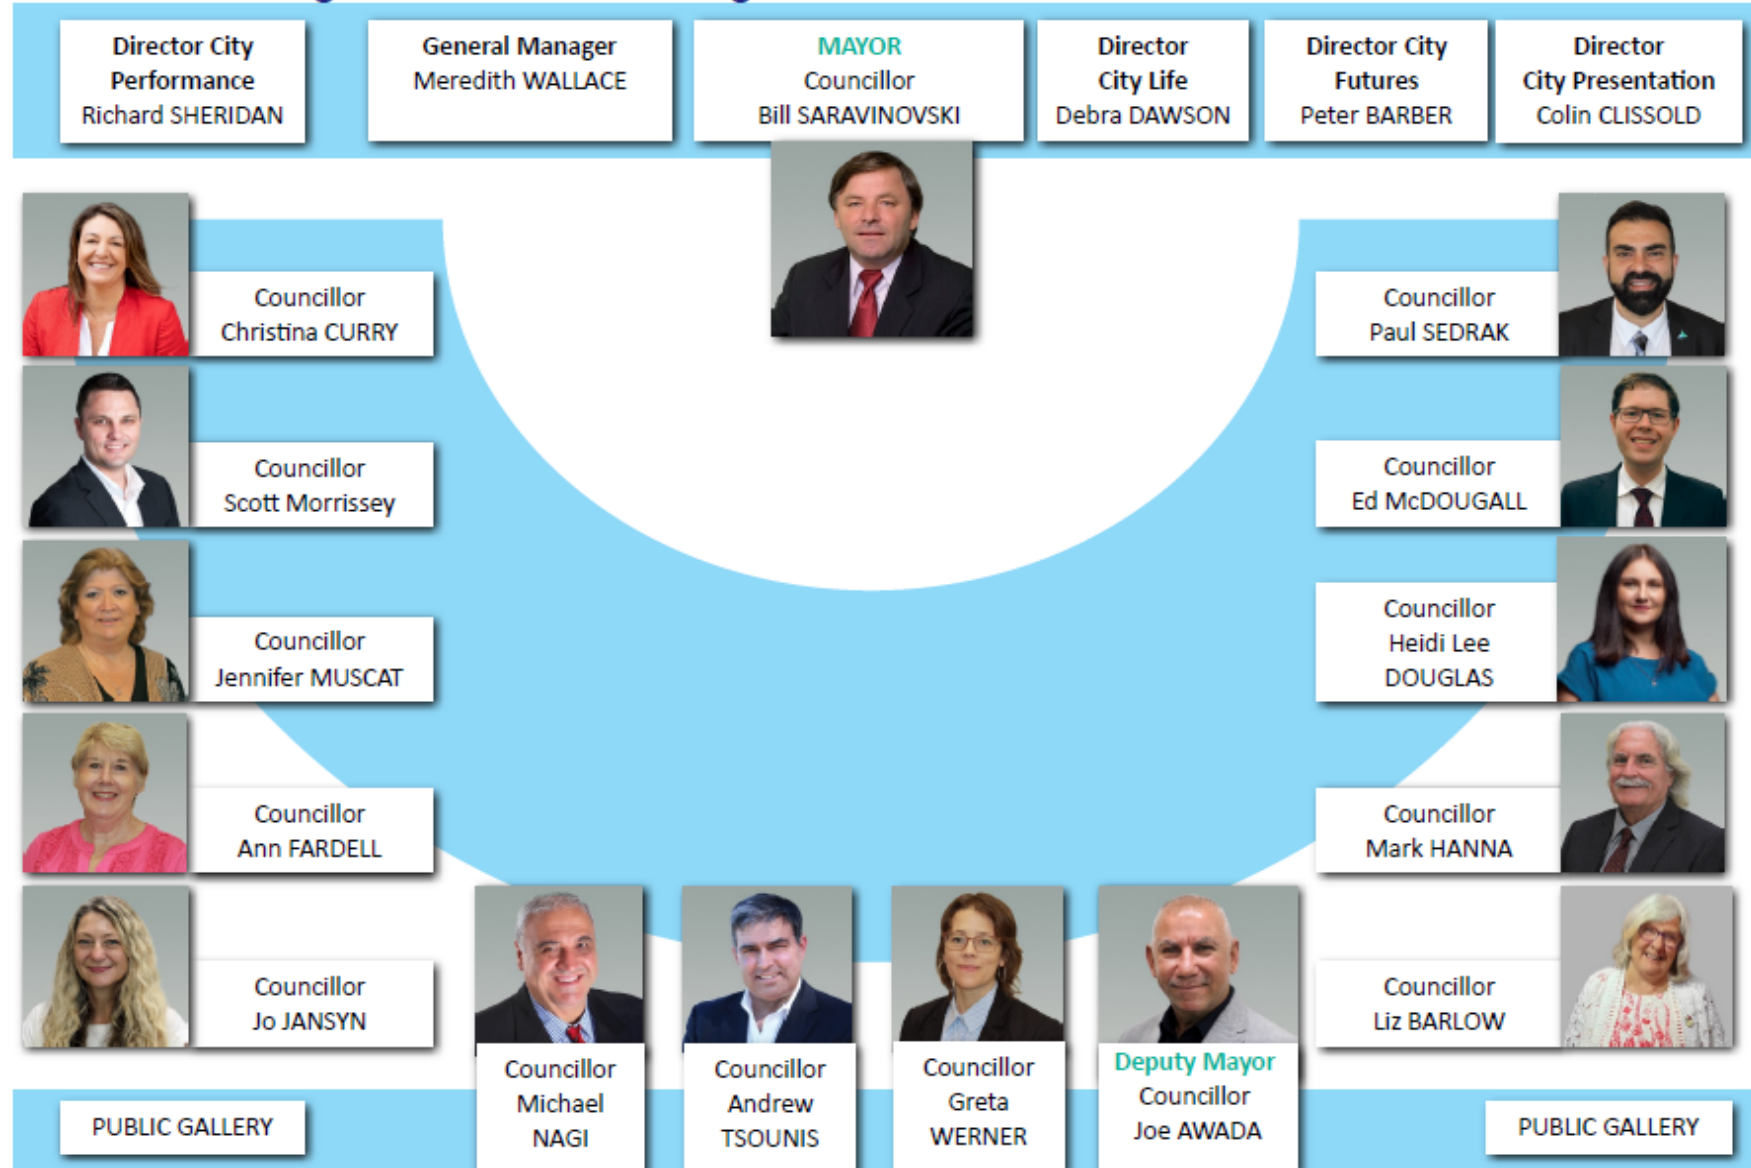 Director City
Performance
Richard SHERIDAN
General Manager
Meredith WALLACE
MAYOR
Councillor
Bill SARAVINOVSKI
Director
City Life
Debra DAWSON
Director City
Futures
Peter BARBER
Director
City Presentation
Colin CLISSOLD
Councillor
Christina CURRY
Councillor
Paul SEDRAK
Councillor
Scott Morrissey
Councillor
Ed McDOUGALL
Councillor
Jennifer MUSCAT
Councillor
Heidi Lee
DOUGLAS
Councillor
Ann FARDELL
Councillor
Mark HANNA
Councillor
Jo JANSYN
Councillor
Liz BARLOW
Councillor
Michael
NAGI
Councillor
Andrew
TSOUNIS
Councillor
Greta
WERNER
Deputy Mayor
Councillor
Joe AWADA
PUBLIC GALLERY
PUBLIC GALLERY